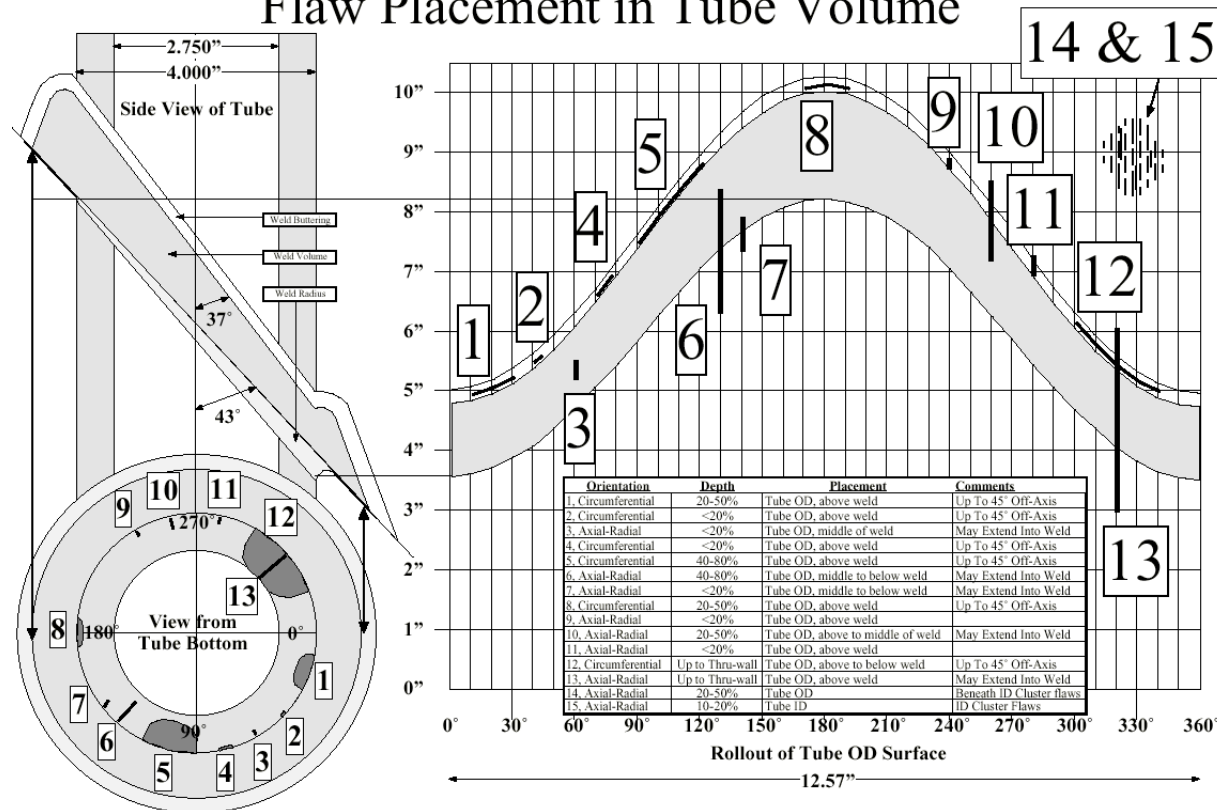 Flaw Placement in Tube Volume
14 & 15
2.750”
4.000”
Side View of Tube
Weld Buttering
Weld Volume
Weld Radius
37°
43°
10”
9”
8”
7”
6”
5”
4”
3”
2”
1”
0”
1
2
3
4
5
6
7
8
9
10
11
12
13
9
10
11
12
270°
13
8
180°
View from
Tube Bottom
0°
7
6
5
90°
4
3
2
1
Orientation Depth Placement Comments
1, Circumferential 20-50% Tube OD, above weld Up To 45° Off-Axis
2, Circumferential <20% Tube OD, above weld Up To 45° Off-Axis
3, Axial-Radial <20% Tube OD, middle of weld May Extend Into Weld
4, Circumferential <20% Tube OD, above weld Up To 45° Off-Axis
5, Circumferential 40-80% Tube OD, above weld Up To 45° Off-Axis
6, Axial-Radial 40-80% Tube OD, middle to below weld May Extend Into Weld
7, Axial-Radial <20% Tube OD, middle to below weld May Extend Into Weld
8, Circumferential 20-50% Tube OD, above weld Up To 45° Off-Axis
9, Axial-Radial <20% Tube OD, above weld
10, Axial-Radial 20-50% Tube OD, above to middle of weld May Extend Into Weld
11, Axial-Radial <20% Tube OD, above weld
12, Circumferential Up to Thru-wall Tube OD, above to below weld Up To 45° Off-Axis
13, Axial-Radial Up to Thru-wall Tube OD, above weld May Extend Into Weld
14, Axial-Radial 20-50% Tube OD Beneath ID Cluster flaws
15, Axial-Radial 10-20% Tube ID ID Cluster Flaws
0° 30° 60° 90° 120° 150° 180° 210° 240° 270° 300° 330° 360°
Rollout of Tube OD Surface
12.57”